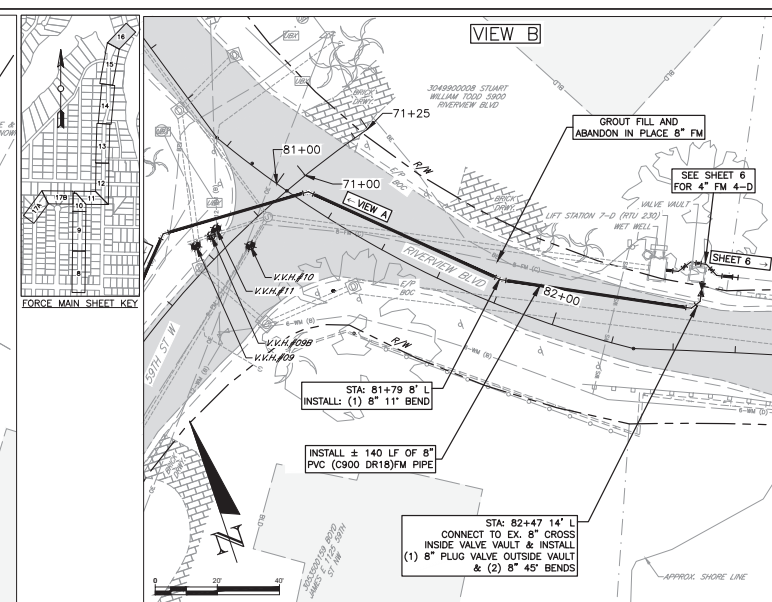 VIEW B
16
15
14
13
12
11
17B
17A
10
9
8
FORCE MAIN SHEET KEY
UBX
BLD
BRICK
DRWY.
3049900008 STUART
WILLIAM TODD 5900
RIVERVIEW BLVD
71+25
81+00
71+00
← VIEW A
R/W
E/P
BOC
GROUT FILL AND
ABANDON IN PLACE 8" FM
SEE SHEET 6
FOR 4" FM 4-D
VALVE VAULT
BRICK
DRWY.
LIFT STATION 7-D (RTU 230)
WET WELL
SHEET 6 →
RIVERVIEW BLVD
82+00
V.V.H.#10
V.V.H.#11
V.V.H.#09B
V.V.H.#09
E/P
BOC
R/W
6-WM (B)
59TH ST W
STA: 81+79 8' L
INSTALL: (1) 8" 11° BEND
INSTALL ± 140 LF OF 8"
PVC (C900 DR18)FM PIPE
STA: 82+47 14' L
CONNECT TO EX. 8" CROSS
INSIDE VALVE VAULT & INSTALL
(1) 8" PLUG VALVE OUTSIDE VAULT
& (2) 8" 45° BENDS
N
BLD
0 20' 40'
APPROX. SHORE LINE